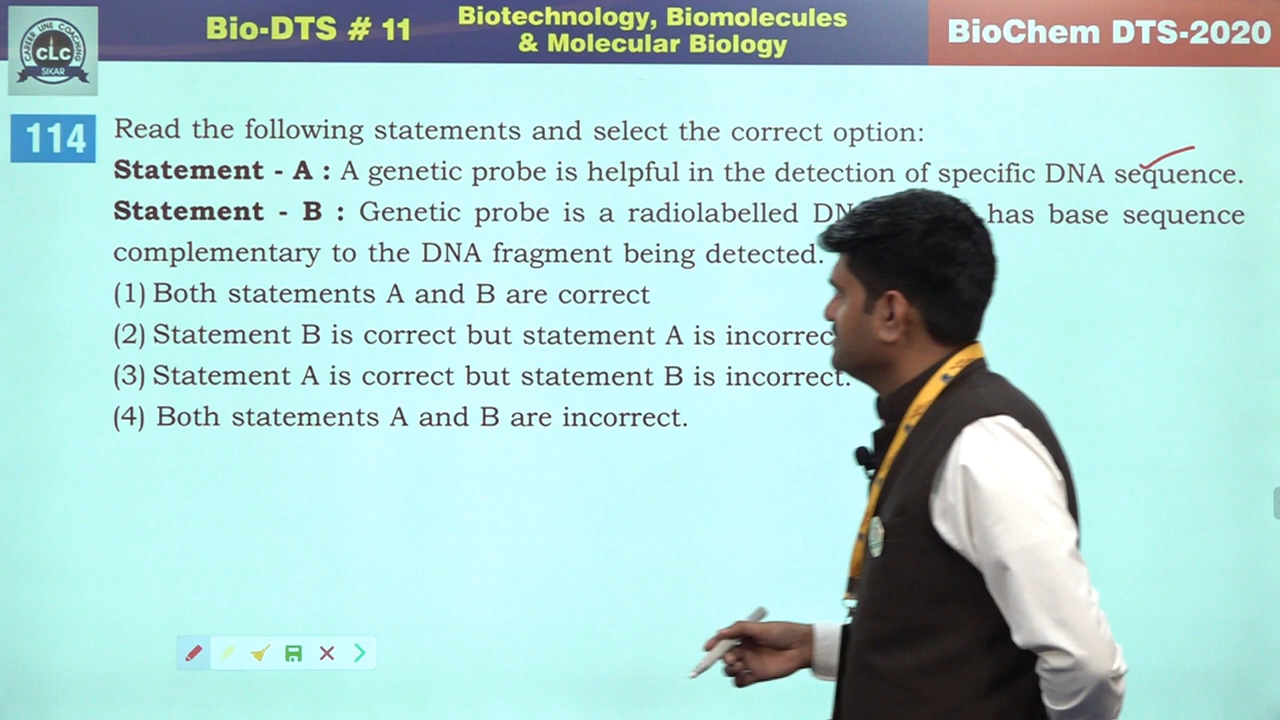 CAREER LINE COACHING
CLC
SIKAR
Bio-DTS # 11
Biotechnology, Biomolecules
& Molecular Biology
BioChem DTS-2020
114
Read the following statements and select the correct option:
Statement - A : A genetic probe is helpful in the detection of specific DNA sequence.
Statement - B : Genetic probe is a radiolabelled has base sequence
complementary to the DNA fragment being detected.
(1) Both statements A and B are correct
(2) Statement B is correct but statement A is incorrec
(3) Statement A is correct but statement B is incorrect.
(4) Both statements A and B are incorrect.